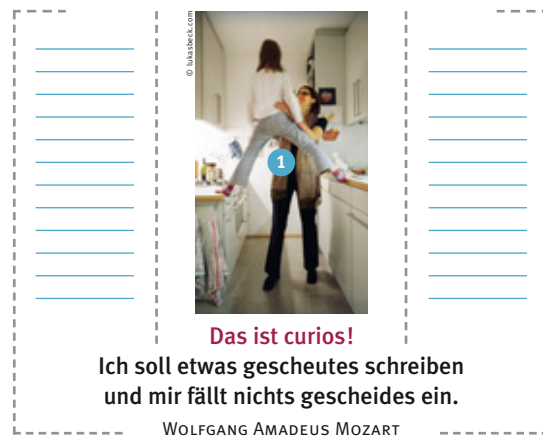 © lukasbeck.com
1
Das ist curios!
Ich soll etwas gescheutes schreiben
und mir fällt nichts gescheides ein.
WOLFGANG AMADEUS MOZART